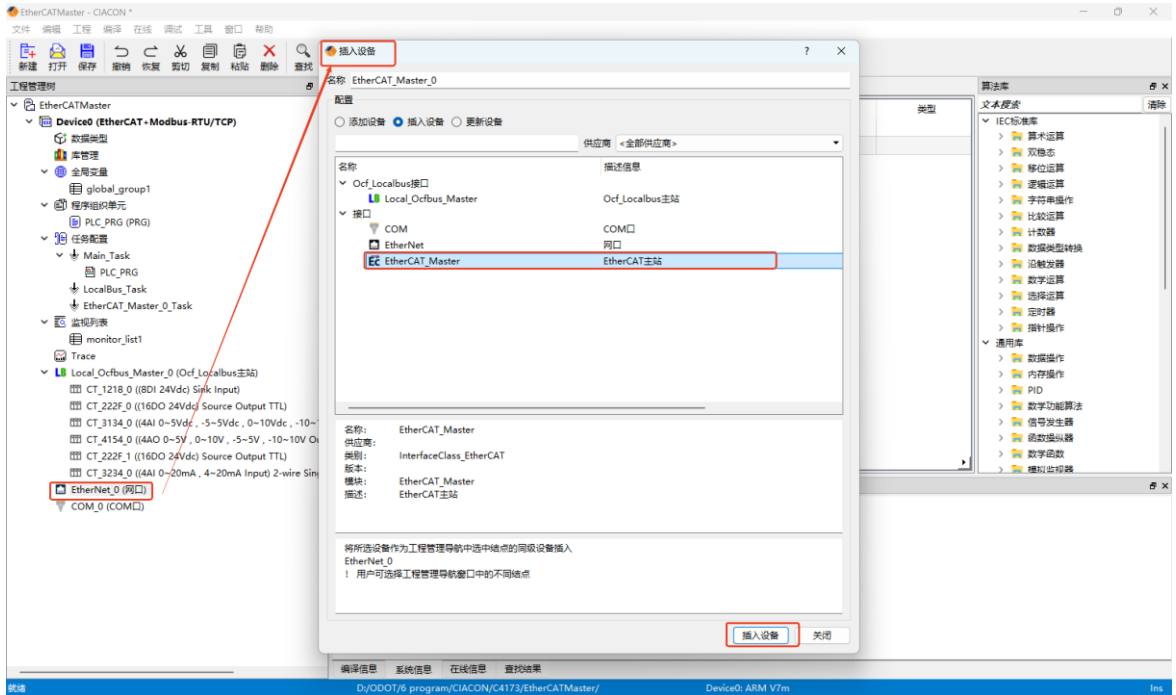 EtherCATMaster - CIACON *
文件 编辑 工程 编译 在线 调试 工具 窗口 帮助
新建 打开 保存 撤销 恢复 剪切 复制 粘贴 删除 查找
工程管理树
EtherCATMaster
Device0 (EtherCAT+Modbus-RTU/TCP)
数据类型
库管理
全局变量
global_group1
程序组织单元
PLC_PRG (PRG)
任务配置
Main_Task
PLC_PRG
LocalBus_Task
EtherCAT_Master_0_Task
监视列表
monitor_list1
Trace
Local_Ocfbus_Master_0 (Ocf_Localbus主站)
CT_1218_0 ((8DI 24Vdc) Sink Input)
CT_222F_0 ((16DO 24Vdc) Source Output TTL)
CT_3134_0 ((4AI 0~5Vdc , -5~5Vdc , 0~10Vdc , -10~
CT_4154_0 ((4AO 0~5V , 0~10V , -5~5V , -10~10V Ou
CT_222F_1 ((16DO 24Vdc) Source Output TTL)
CT_3234_0 ((4AI 0~20mA , 4~20mA Input) 2-wire Sing
EtherNet_0 (网口)
COM_0 (COM口)
插入设备 ?
名称 EtherCAT_Master_0
配置
添加设备 插入设备 更新设备
供应商 <全部供应商>
名称 描述信息
Ocf_Localbus接口
Local_Ocfbus_Master Ocf_Localbus主站
接口
COM COM口
EtherNet 网口
EtherCAT_Master EtherCAT主站
名称: EtherCAT_Master
供应商:
类别: InterfaceClass_EtherCAT
版本:
模块: EtherCAT_Master
描述: EtherCAT主站
将所选设备作为工程管理导航中选中结点的同级设备插入
EtherNet_0
! 用户可选择工程管理导航窗口中的不同结点
插入设备 关闭
类型
算法库
文本搜索 清除
IEC标准库
算术运算
双稳态
移位运算
逻辑运算
字符串操作
比较运算
计数器
数据类型转换
沿触发器
数学运算
选择运算
定时器
指针操作
通用库
数据操作
内存操作
PID
数学功能算法
信号发生器
函数操纵器
数学函数
模拟监视器
编译信息 系统信息 在线信息 查找结果
就绪 D:/ODOT/6 program/CIACON/C4173/EtherCATMaster/ Device0: ARM V7m Ins